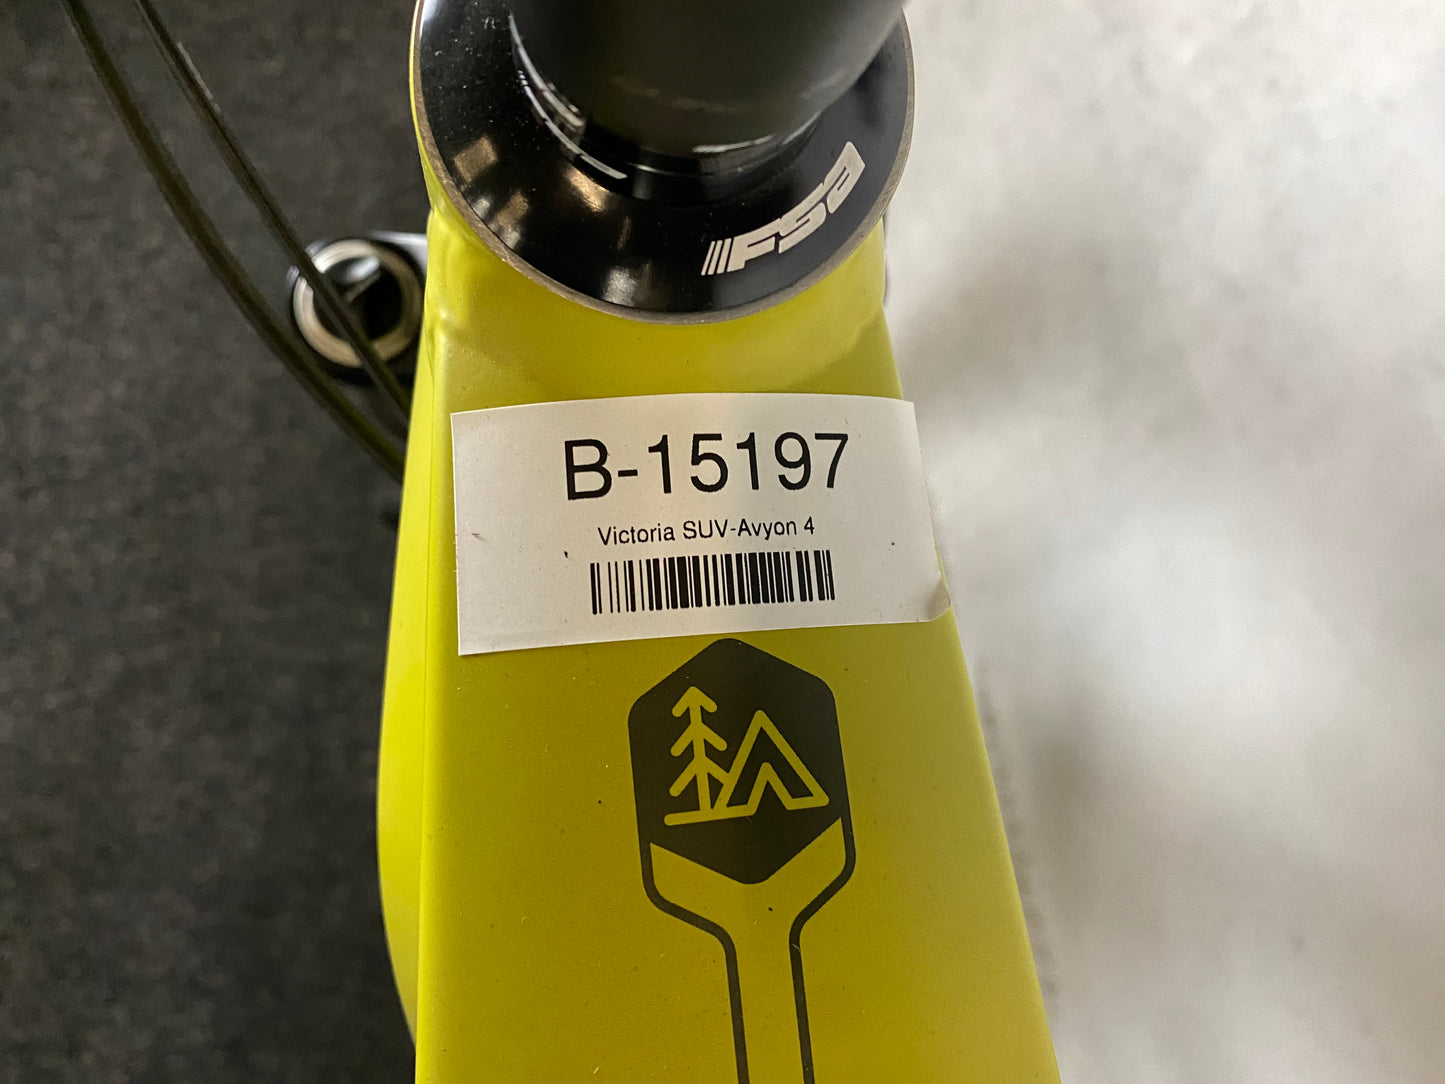 FSA
B-15197
Victoria SUV-Avyon 4